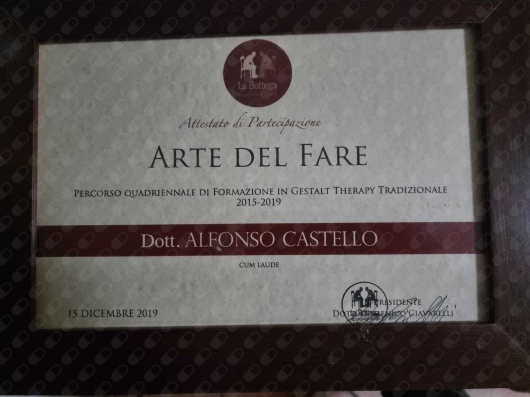 La Bottega
Attestato di Partecipazione
ARTE DEL FARE
PERCORSO QUADRIENNALE DI FORMAZIONE IN GESTALT THERAPY TRADIZIONALE
2015-2019
Dott. ALFONSO CASTELLO
CUM LAUDE
PRESIDENTE
15 DICEMBRE 2019
CIAVARELLI